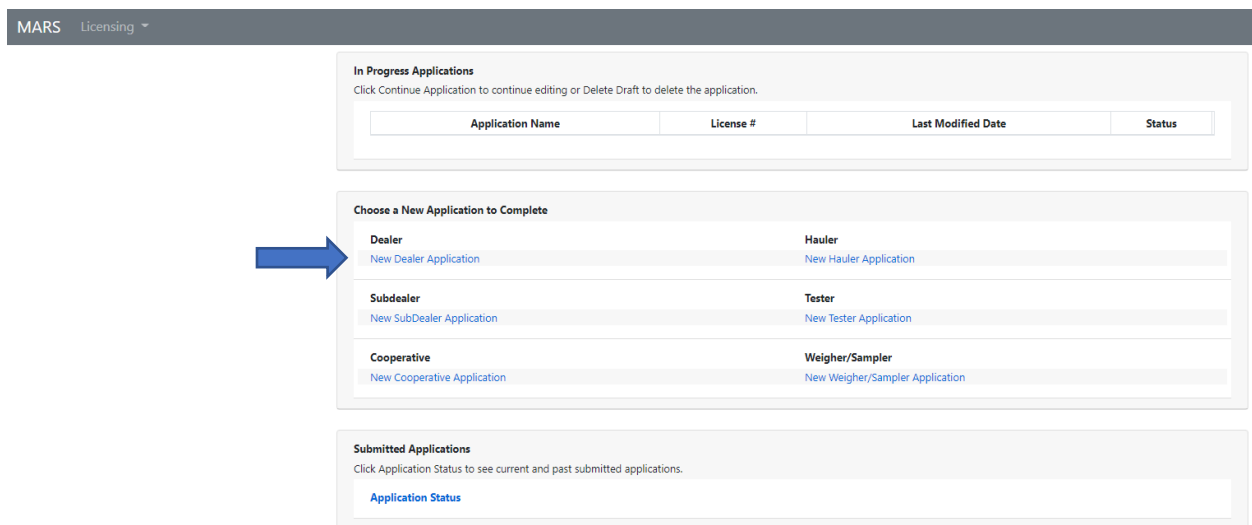 MARS Licensing
In Progress Applications
Click Continue Application to continue editing or Delete Draft to delete the application.
Application Name License # Last Modified Date Status
Choose a New Application to Complete
Dealer Hauler
New Dealer Application New Hauler Application
Subdealer Tester
New SubDealer Application New Tester Application
Cooperative Weigher/Sampler
New Cooperative Application New Weigher/Sampler Application
Submitted Applications
Click Application Status to see current and past submitted applications.
Application Status